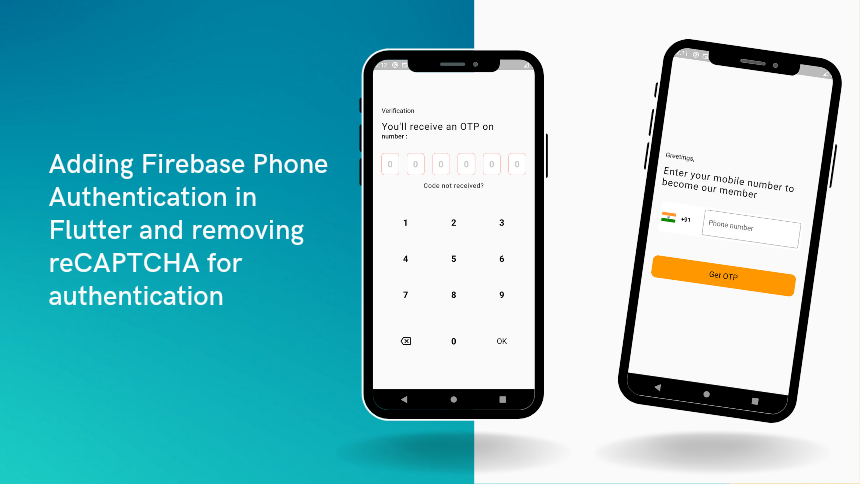 Adding Firebase Phone
Authentication in
Flutter and removing
reCAPTCHA for
authentication
Verification
You'll receive an OTP on
number :
0 0 0 0 0 0
Code not received?
1 2 3
4 5 6
7 8 9
0 OK
Greetings,
Enter your mobile number to
become our member
+91 Phone number
Get OTP